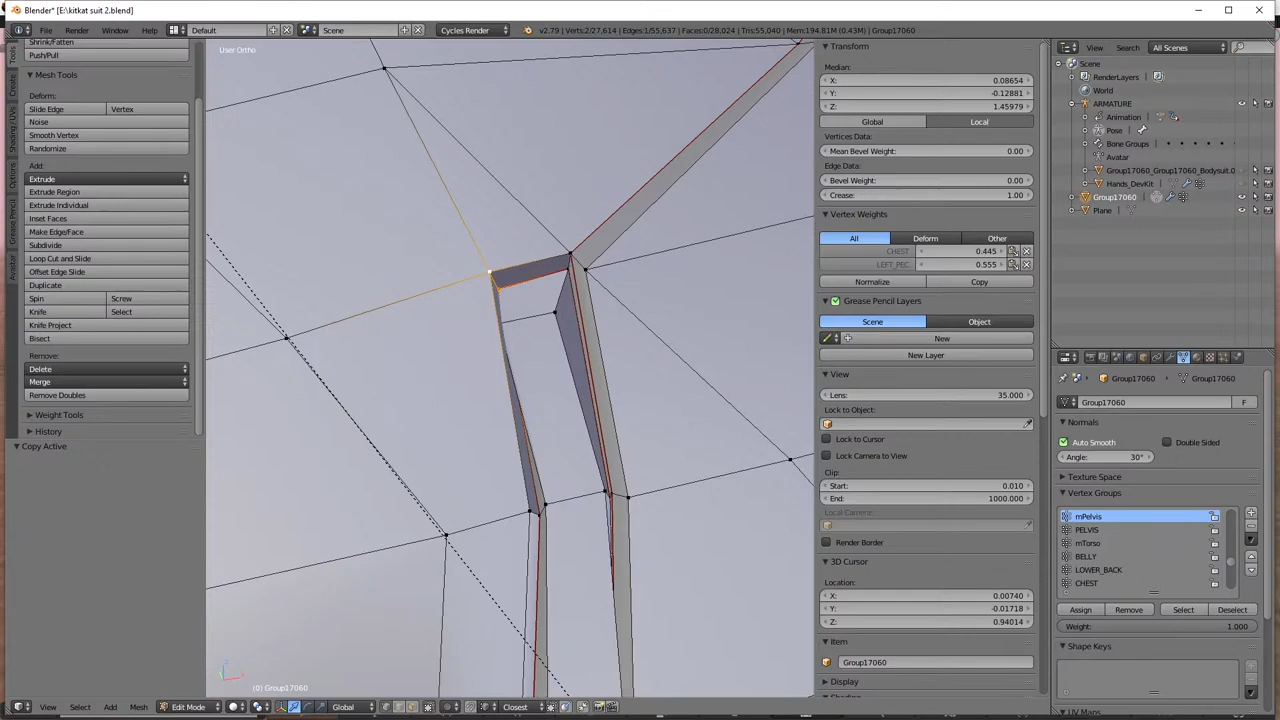 Blender* [E:\kitkat suit 2.blend]
File Render Window Help Default Scene Cycles Render v2.79 | Verts:2/27,614 | Edges:1/55,637 | Faces:0/28,024 | Tris:55,180 | Mem:194.81M (0.43M) | Group17060
Shrink/Fatten
Push/Pull
Mesh Tools
Deform:
Slide Edge Vertex
Noise
Smooth Vertex
Randomize
Add:
Extrude
Extrude Region
Extrude Individual
Inset Faces
Make Edge/Face
Subdivide
Loop Cut and Slide
Offset Edge Slide
Duplicate
Spin Screw
Knife Select
Knife Project
Bisect
Remove:
Delete
Merge
Remove Doubles
Weight Tools
History
Copy Active
Tools
Create
Shading / UVs
Options
Grease Pencil
Avastar
User Ortho
(0) Group17060
View Select Add Mesh Edit Mode Global Closest
Transform
Median:
X: 0.08654
Y: -0.12881
Z: 1.45979
Global Local
Vertices Data:
Mean Bevel Weight: 0.00
Edge Data:
Bevel Weight: 0.00
Crease: 1.00
Vertex Weights
All Deform Other
CHEST 0.445
LEFT_PEC 0.555
Normalize Copy
Grease Pencil Layers
Scene Object
New
New Layer
View
Lens: 35.000
Lock to Object:
Lock to Cursor
Lock Camera to View
Clip:
Start: 0.010
End: 1000.000
Local Camera:
Render Border
3D Cursor
Location:
X: 0.00740
Y: -0.01718
Z: 0.94014
Item
Group17060
Display
View Search All Scenes
Scene
RenderLayers
World
ARMATURE
Animation
Pose
Bone Groups
Avatar
Group17060_Group17060_Bodysuit.0
Hands_DevKit
Group17060
Plane
Group17060 Group17060
Group17060 F
Normals
Auto Smooth Double Sided
Angle: 30°
Texture Space
Vertex Groups
mPelvis
PELVIS
mTorso
BELLY
LOWER_BACK
CHEST
Assign Remove Select Deselect
Weight: 1.000
Shape Keys
UV Maps